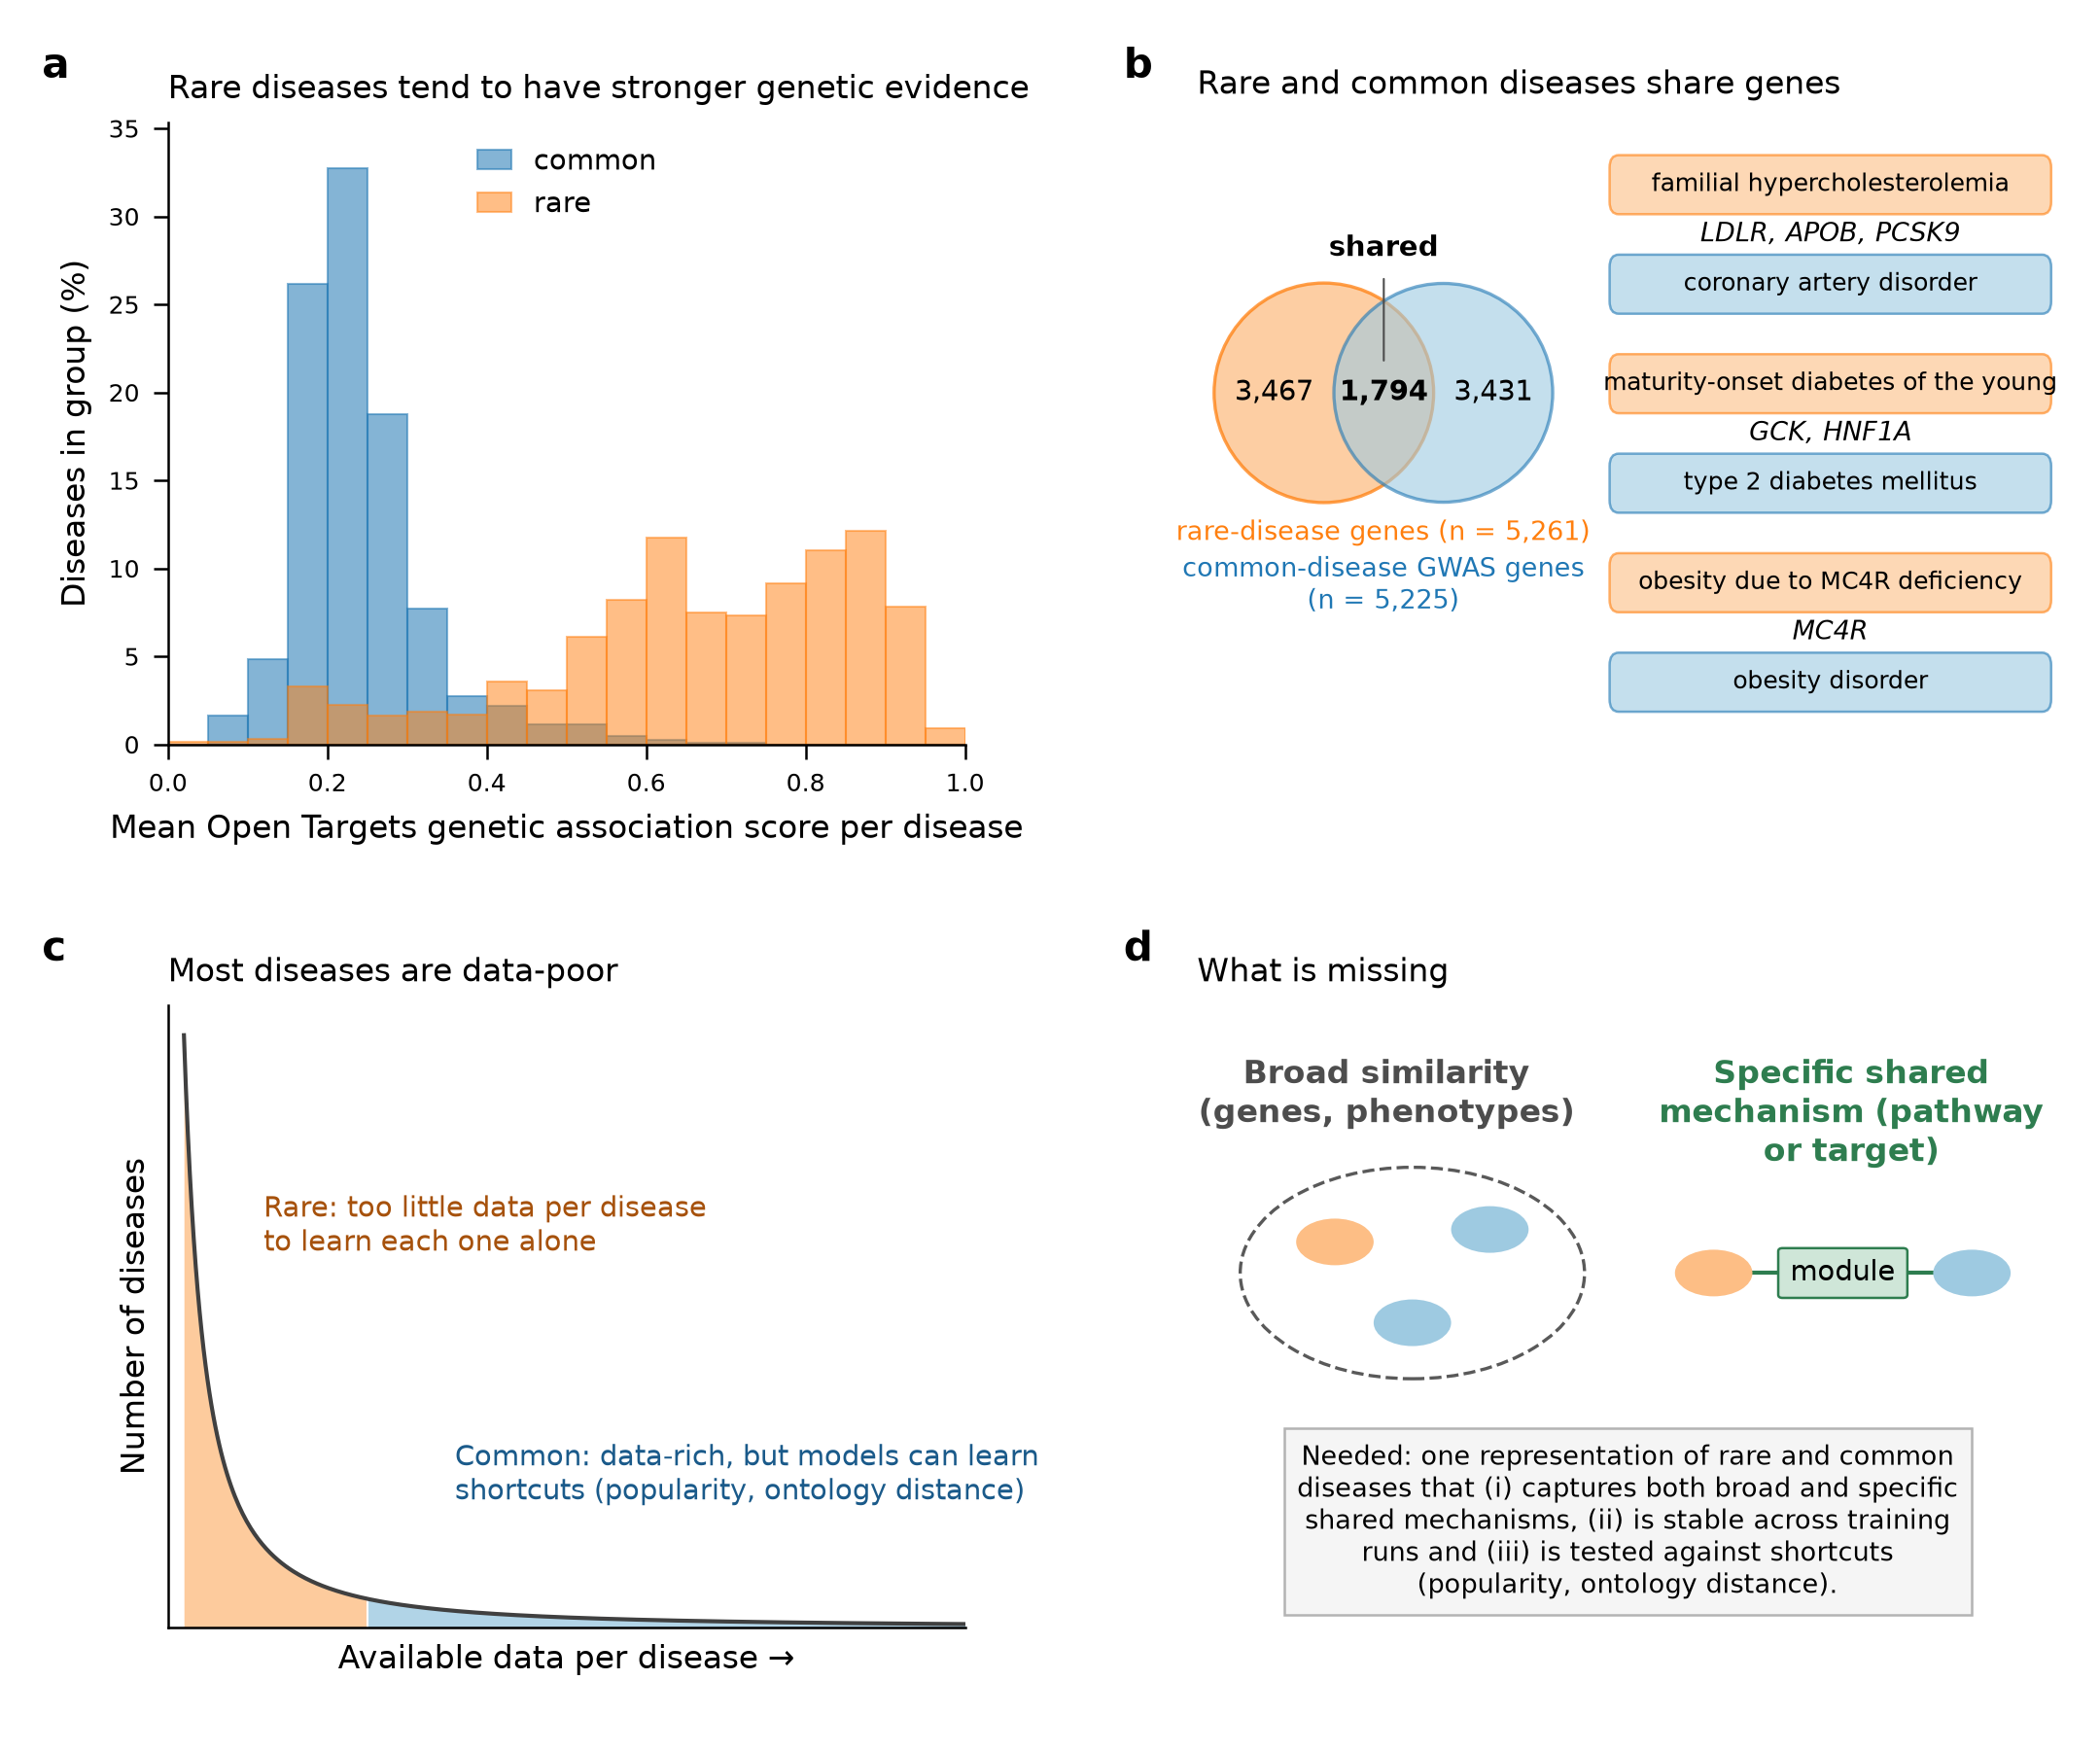 a
Rare diseases tend to have stronger genetic evidence
35
30
25
20
15
10
5
0
Diseases in group (%)
common
rare
0.0 0.2 0.4 0.6 0.8 1.0
Mean Open Targets genetic association score per disease
b
Rare and common diseases share genes
shared
3,467 1,794 3,431
rare-disease genes (n = 5,261)
common-disease GWAS genes
(n = 5,225)
familial hypercholesterolemia
LDLR, APOB, PCSK9
coronary artery disorder
maturity-onset diabetes of the young
GCK, HNF1A
type 2 diabetes mellitus
obesity due to MC4R deficiency
MC4R
obesity disorder
c
Most diseases are data-poor
Number of diseases
Rare: too little data per disease
to learn each one alone
Common: data-rich, but models can learn
shortcuts (popularity, ontology distance)
Available data per disease →
d
What is missing
Broad similarity
(genes, phenotypes)
Specific shared
mechanism (pathway
or target)
module
Needed: one representation of rare and common
diseases that (i) captures both broad and specific
shared mechanisms, (ii) is stable across training
runs and (iii) is tested against shortcuts
(popularity, ontology distance).